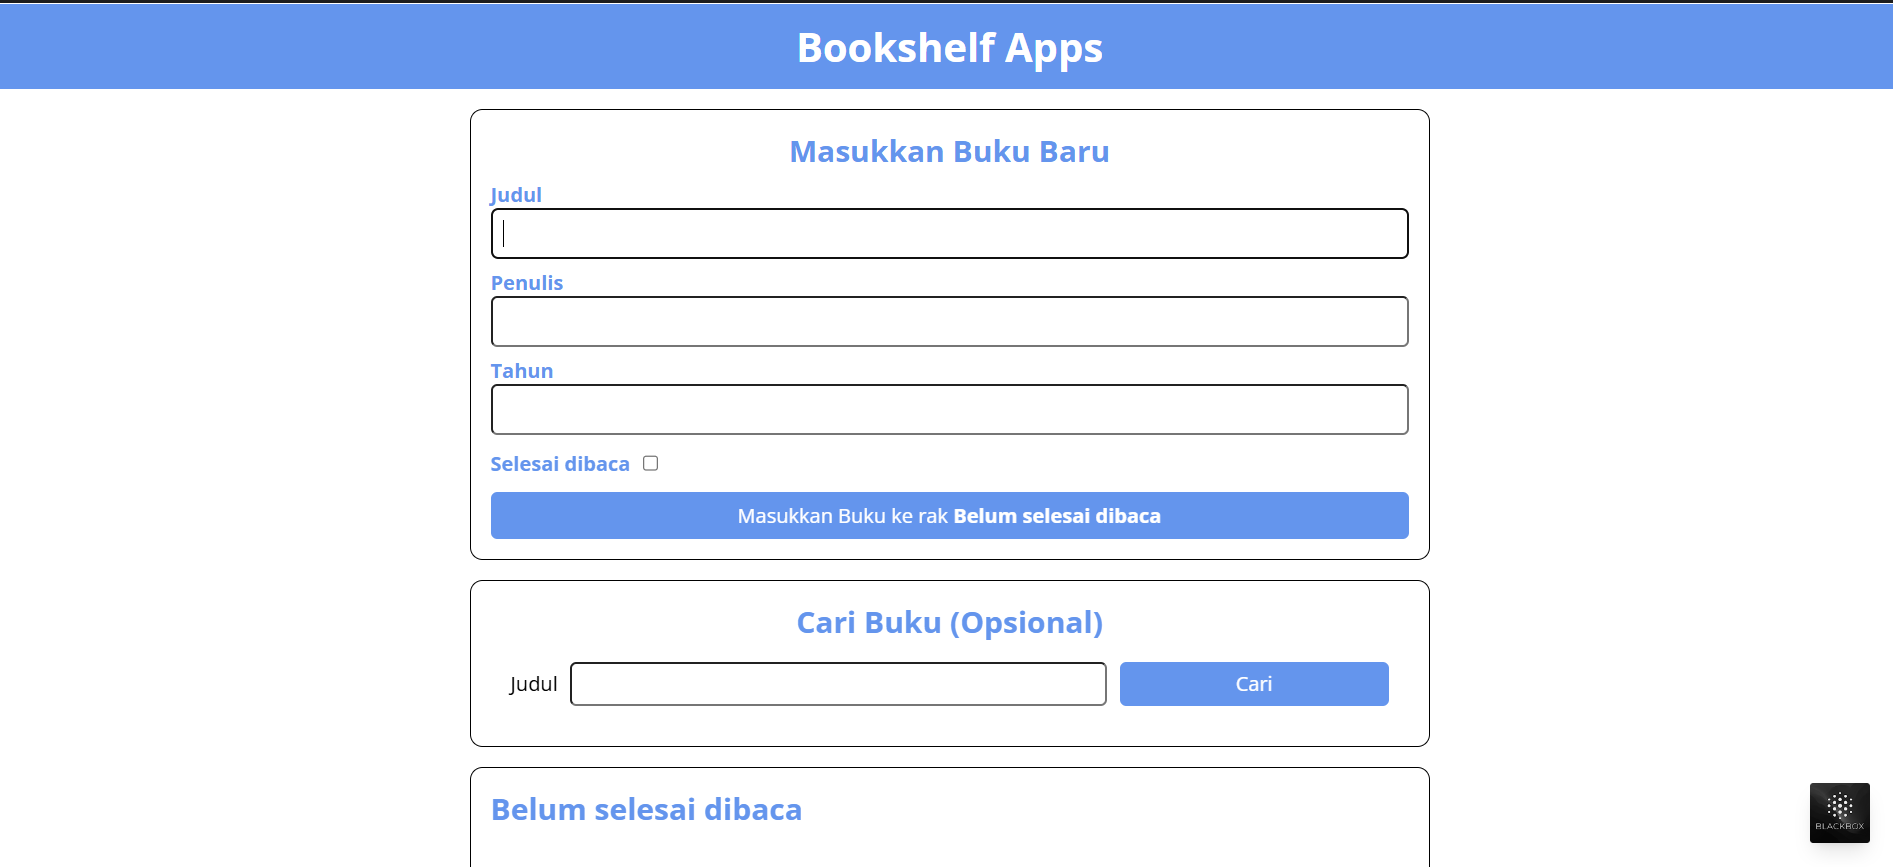 Bookshelf Apps
Masukkan Buku Baru
Judul
Penulis
Tahun
Selesai dibaca
Masukkan Buku ke rak Belum selesai dibaca
Cari Buku (Opsional)
Judul
Cari
Belum selesai dibaca
BLACKBOX